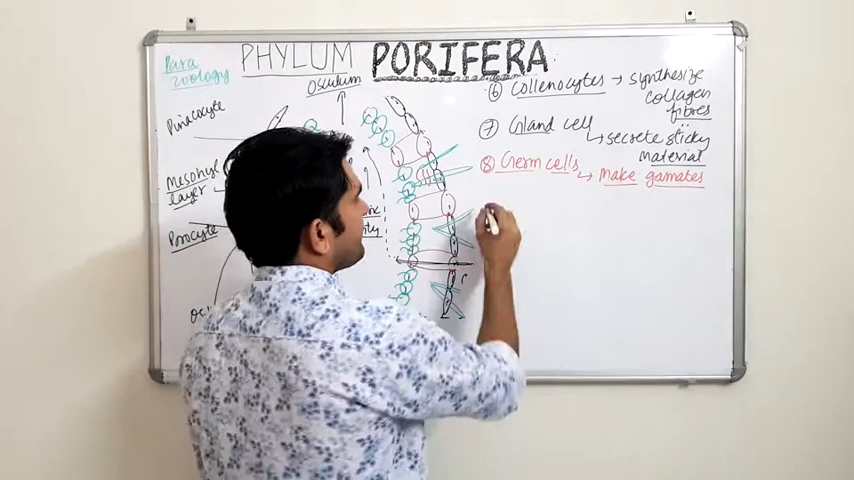 Para
zoology
PHYLUM PORIFERA
Osculum
Pinacocyte
Mesohyl
layer
Porocyte
⑥ Collenocytes → synthesize
collagen
fibres
⑦ Gland cell
→ secrete sticky
material
⑧ Germ cells
→ Make gamates